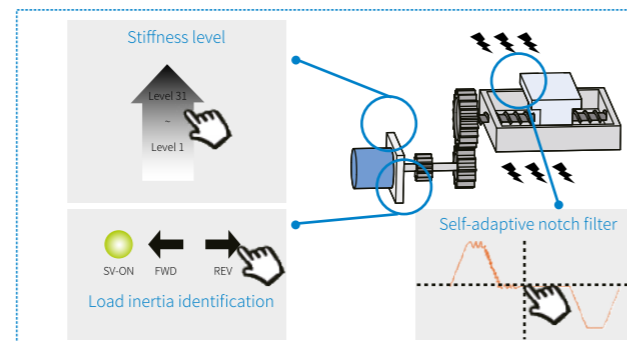 Stiffness level
Level 31
~
Level 1
SV-ON FWD REV
Load inertia identification
Self-adaptive notch filter